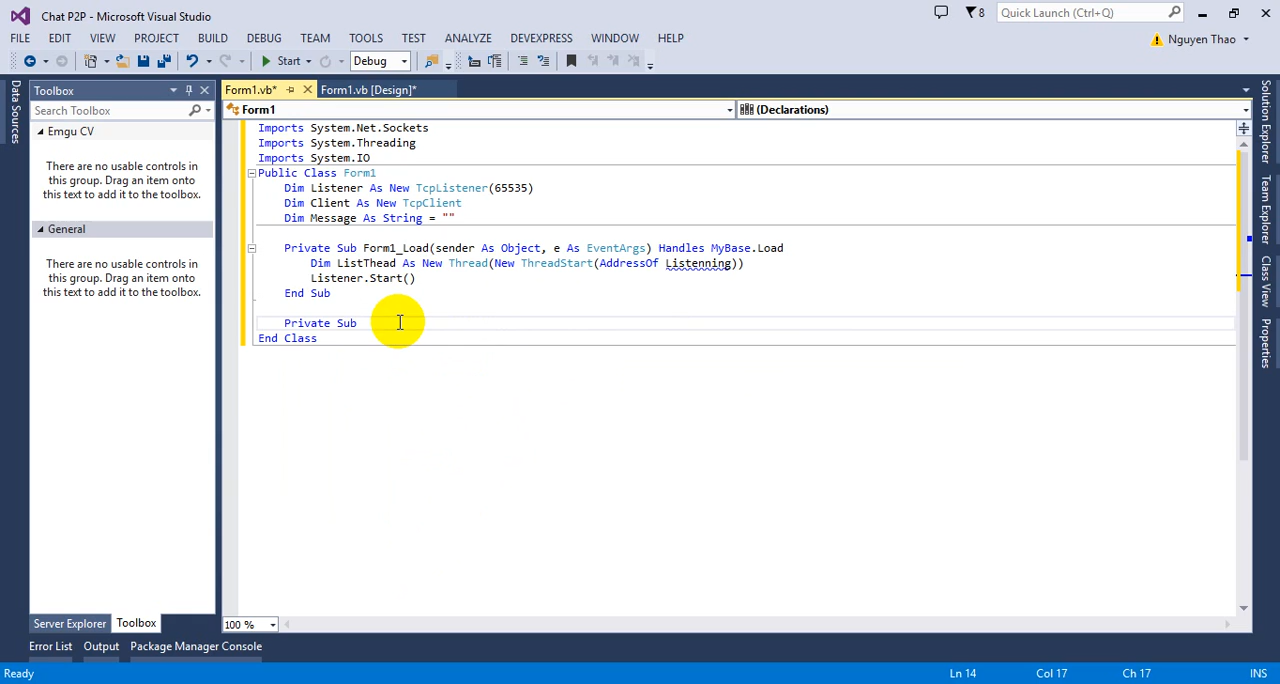 Chat P2P - Microsoft Visual Studio
8
Quick Launch (Ctrl+Q)
FILE EDIT VIEW PROJECT BUILD DEBUG TEAM TOOLS TEST ANALYZE DEVEXPRESS WINDOW HELP
Nguyen Thao
Start
Debug
Data Sources
Toolbox
Search Toolbox
Emgu CV
There are no usable controls in
this group. Drag an item onto
this text to add it to the toolbox.
General
There are no usable controls in
this group. Drag an item onto
this text to add it to the toolbox.
Server Explorer
Toolbox
Form1.vb*
Form1.vb [Design]*
Form1
(Declarations)
Imports System.Net.Sockets
Imports System.Threading
Imports System.IO
Public Class Form1
Dim Listener As New TcpListener(65535)
Dim Client As New TcpClient
Dim Message As String = ""
Private Sub Form1_Load(sender As Object, e As EventArgs) Handles MyBase.Load
Dim ListThead As New Thread(New ThreadStart(AddressOf Listenning))
Listener.Start()
End Sub
Private Sub
End Class
100 %
Solution Explorer
Team Explorer
Class View
Properties
Error List
Output
Package Manager Console
Ready
Ln 14
Col 17
Ch 17
INS